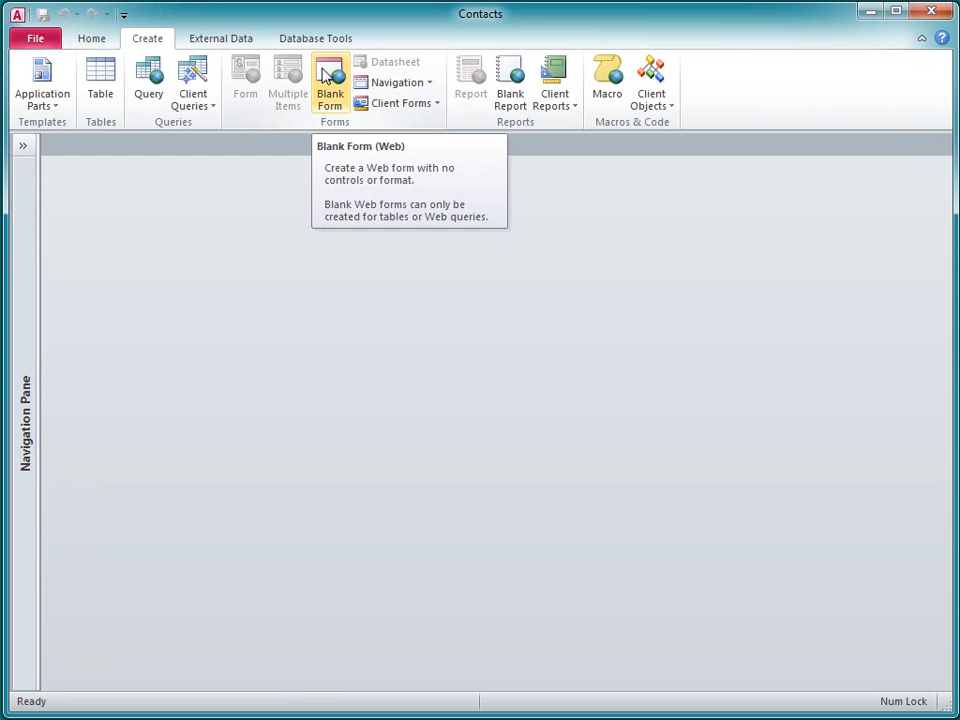 Contacts
File Home Create External Data Database Tools
Application Parts
Table
Query
Client Queries
Form
Multiple Items
Blank Form
Datasheet
Navigation
Client Forms
Report
Blank Report
Client Reports
Macro
Client Objects
Templates Tables Queries Forms Reports Macros & Code
Blank Form (Web)
Create a Web form with no
controls or format.
Blank Web forms can only be
created for tables or Web queries.
Navigation Pane
Ready Num Lock